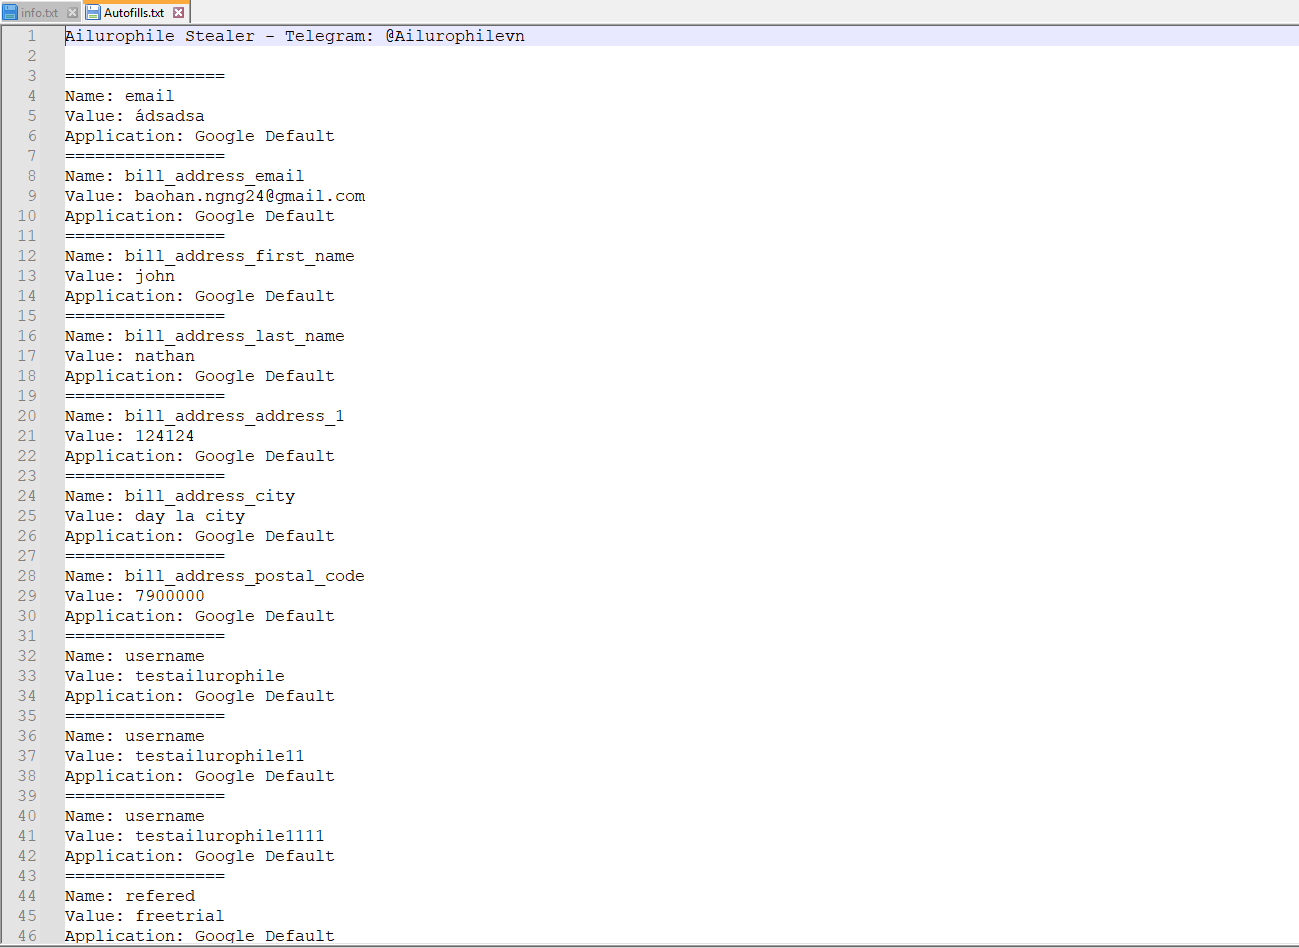 info.txt
Autofills.txt
1 Ailurophile Stealer - Telegram: @Ailurophilevn
2
3 ================
4 Name: email
5 Value: ádsadsa
6 Application: Google Default
7 ================
8 Name: bill_address_email
9 Value: baohan.ngng24@gmail.com
10 Application: Google Default
11 ================
12 Name: bill_address_first_name
13 Value: john
14 Application: Google Default
15 ================
16 Name: bill_address_last_name
17 Value: nathan
18 Application: Google Default
19 ================
20 Name: bill_address_address_1
21 Value: 124124
22 Application: Google Default
23 ================
24 Name: bill_address_city
25 Value: day la city
26 Application: Google Default
27 ================
28 Name: bill_address_postal_code
29 Value: 7900000
30 Application: Google Default
31 ================
32 Name: username
33 Value: testailurophile
34 Application: Google Default
35 ================
36 Name: username
37 Value: testailurophile11
38 Application: Google Default
39 ================
40 Name: username
41 Value: testailurophile1111
42 Application: Google Default
43 ================
44 Name: refered
45 Value: freetrial
46 Application: Google Default